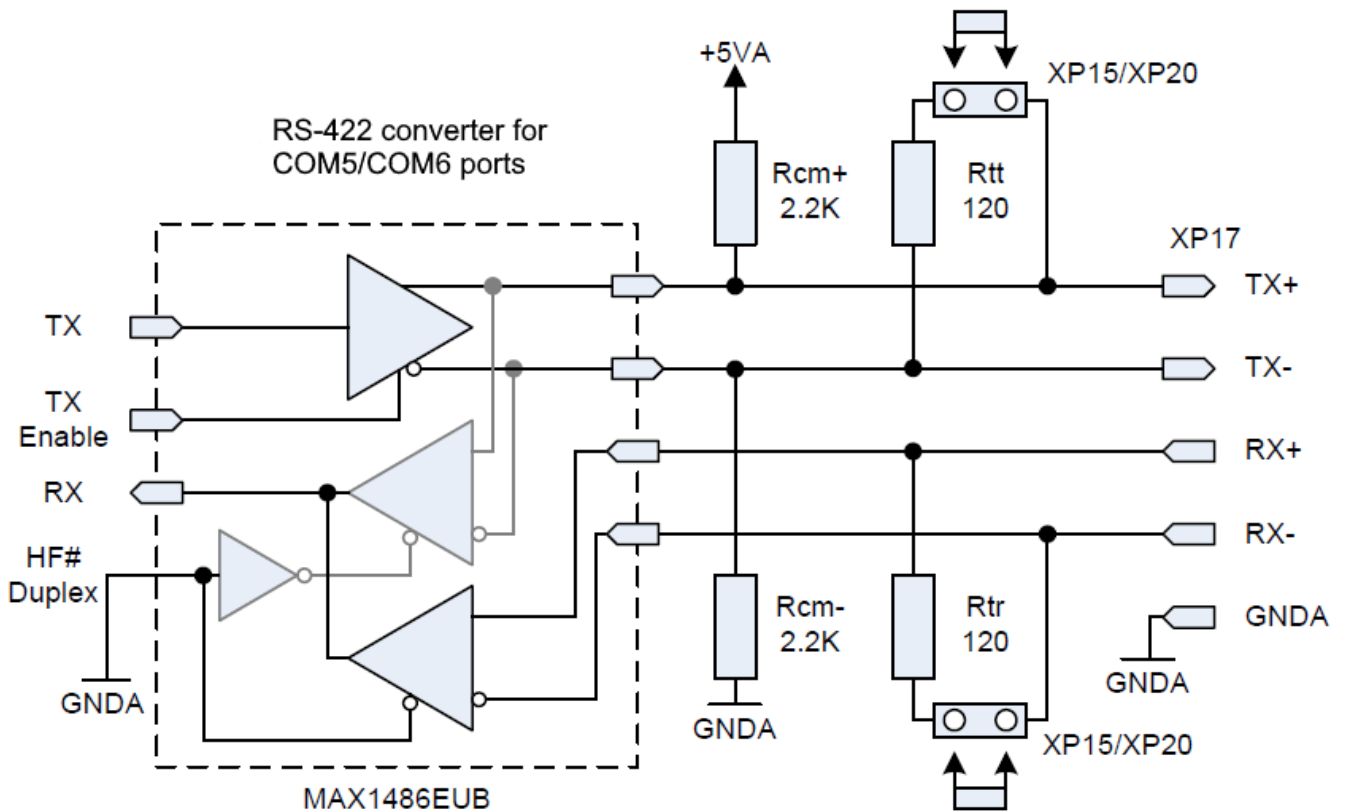 +5VA
XP15/XP20
RS-422 converter for
COM5/COM6 ports
Rcm+
2.2K
Rtt
120
XP17
TX+
TX
TX-
TX
Enable
RX+
RX
RX-
HF#
Duplex
Rcm-
2.2K
Rtr
120
GNDA
GNDA
GNDA
GNDA
XP15/XP20
MAX1486EUB